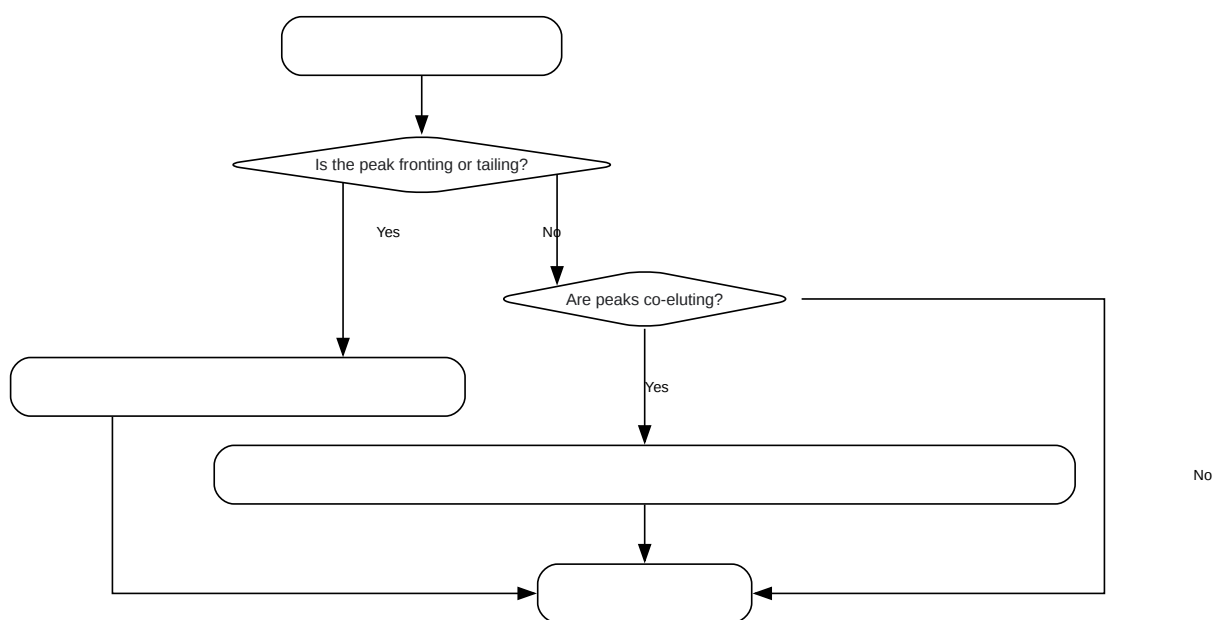 Is the peak fronting or tailing?
Yes
No
Are peaks co-eluting?
Yes
No